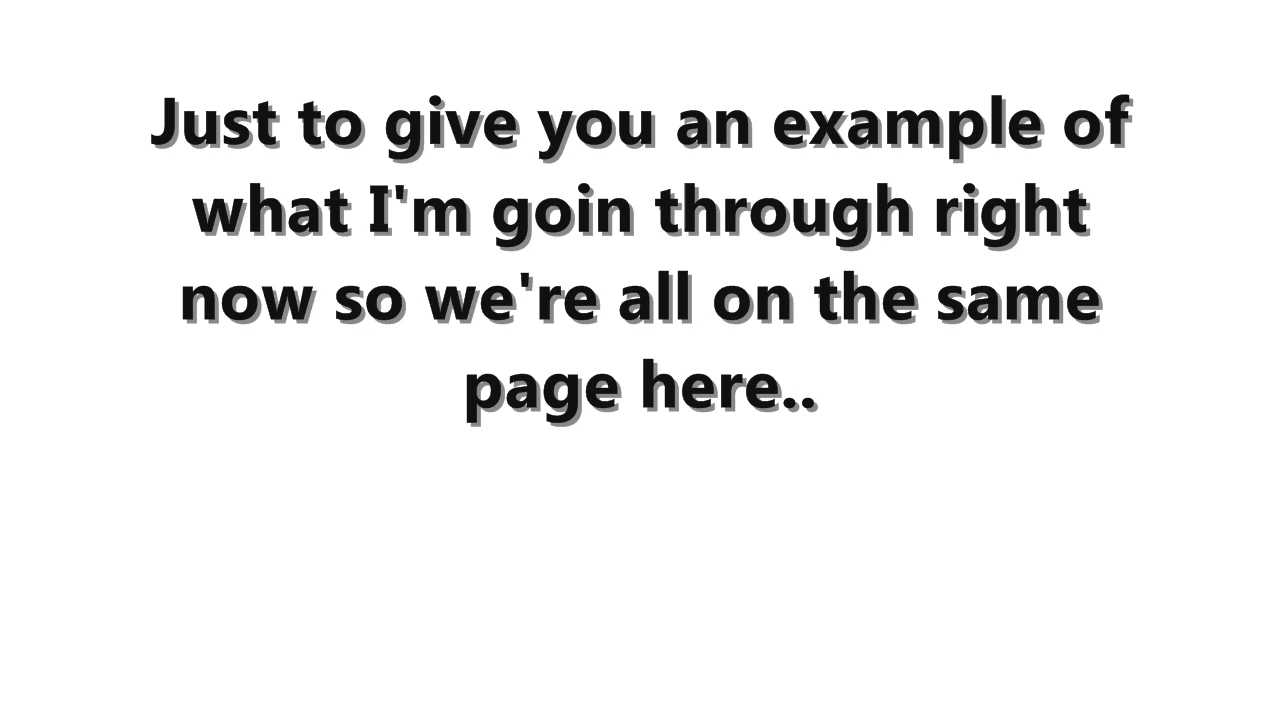 Just to give you an example of
what I'm goin through right
now so we're all on the same
page here..